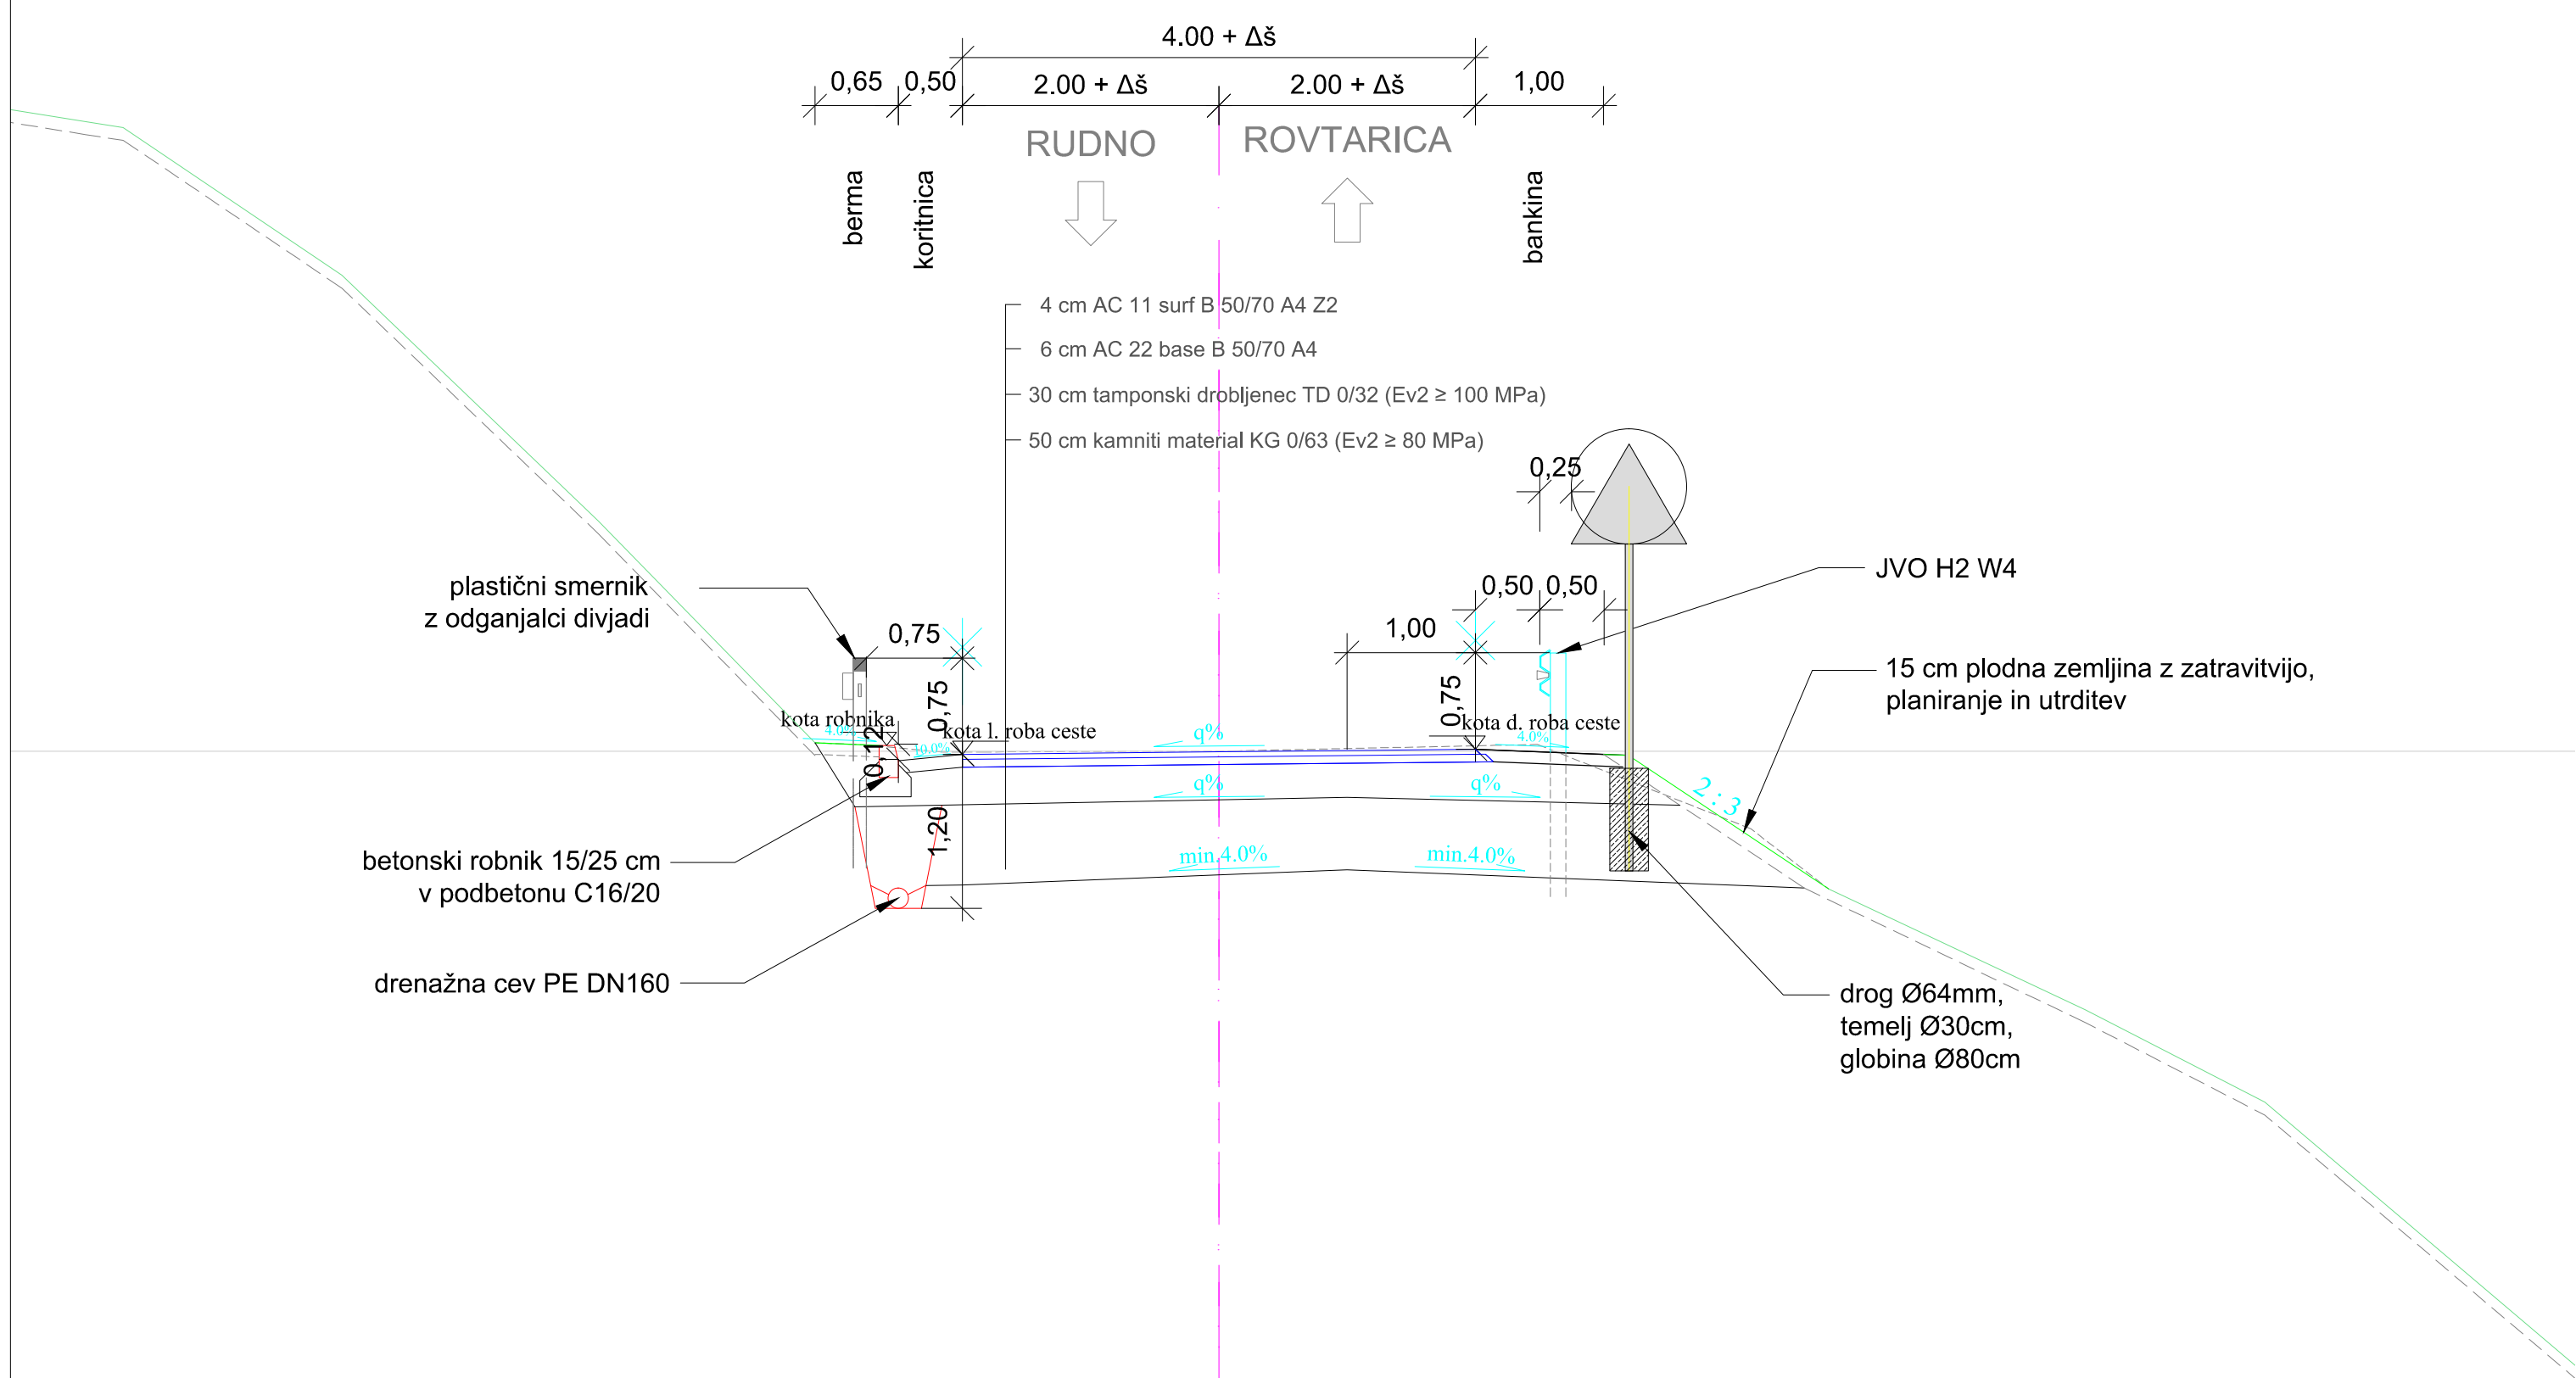 4.00 + Δš
0,65
0,50
2.00 + Δš
2.00 + Δš
1,00
RUDNO
ROVTARICA
berma
koritnica
bankina
4 cm AC 11 surf B 50/70 A4 Z2
6 cm AC 22 base B 50/70 A4
30 cm tamponski drobljenec TD 0/32 (Ev2 ≥ 100 MPa)
50 cm kamniti material KG 0/63 (Ev2 ≥ 80 MPa)
0,25
plastični smernik
z odganjalci divjadi
JVO H2 W4
0,50
0,50
0,75
1,00
0,75
0,75
15 cm plodna zemljina z zatravitvijo,
planiranje in utrditev
kota robnika
kota l. roba ceste
kota d. roba ceste
4.0%
10.0%
q%
4.0%
0,12
q%
q%
2 : 3
1,20
min.4.0%
min.4.0%
betonski robnik 15/25 cm
v podbetonu C16/20
drenažna cev PE DN160
drog Ø64mm,
temelj Ø30cm,
globina Ø80cm